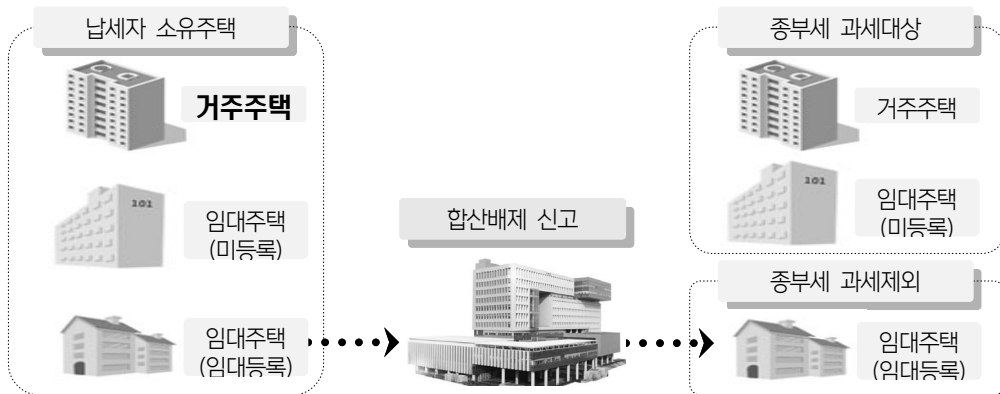 납세자 소유주택
거주주택
101
임대주택
(미등록)
임대주택
(임대등록)
합산배제 신고
종부세 과세대상
거주주택
101
임대주택
(미등록)
종부세 과세제외
임대주택
(임대등록)